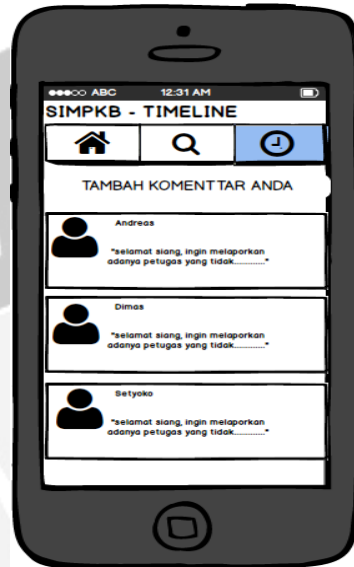 ABC 12:31 AM
SIMPKB - TIMELINE
TAMBAH KOMENTTAR ANDA
Andreas
"selamat siang, ingin melaporkan
adanya petugas yang tidak............"
Dimas
"selamat siang, ingin melaporkan
adanya petugas yang tidak............"
Setyoko
"selamat siang, ingin melaporkan
adanya petugas yang tidak............"